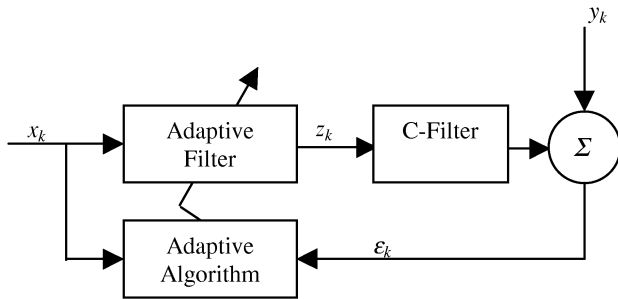 y_k
x_k
Adaptive
Filter
z_k
C-Filter
Σ
Adaptive
Algorithm
ε_k